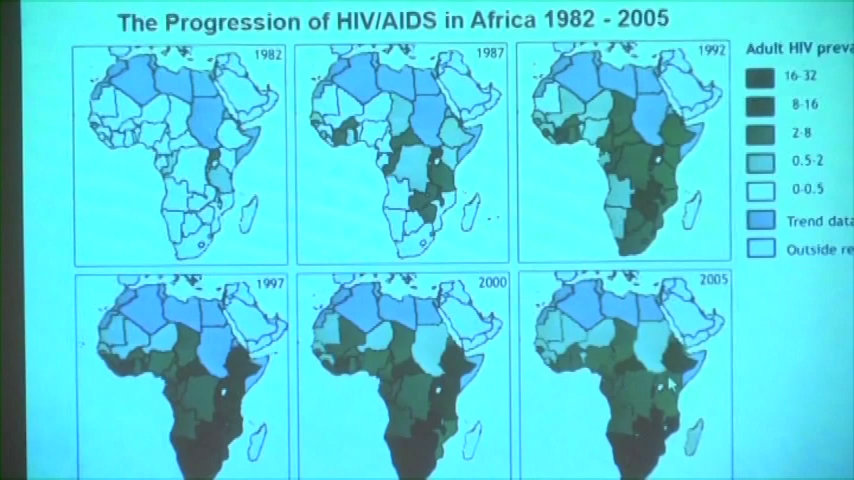 The Progression of HIV/AIDS in Africa 1982 - 2005
1982
1987
1992
Adult HIV preva
16-32
8-16
2-8
0.5-2
0-0.5
Trend data
Outside re
1997
2000
2005